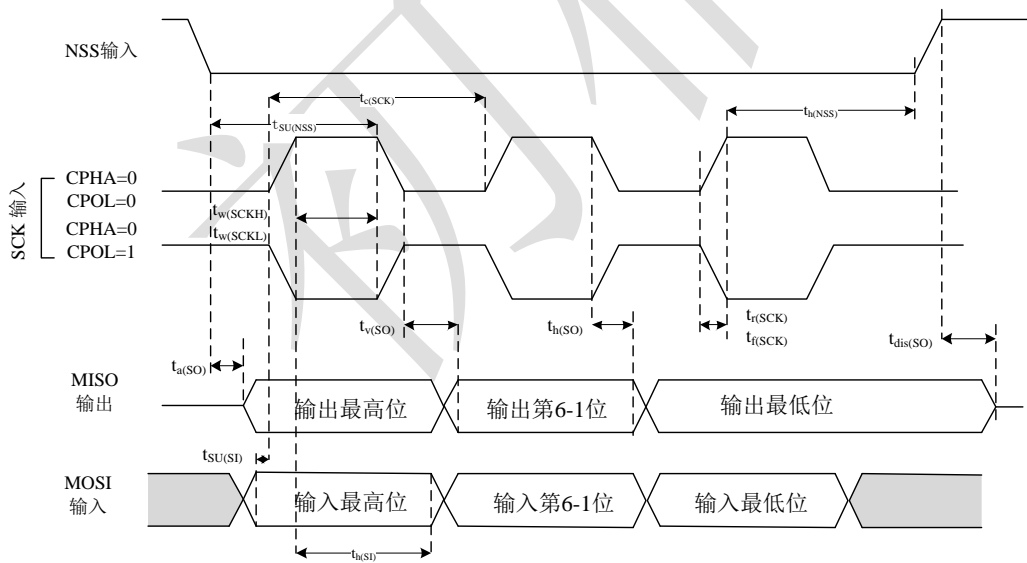 NSS输入
tc(SCK)
th(NSS)
tSU(NSS)
SCK 输入
CPHA=0
CPOL=0
tw(SCKH)
CPHA=0
tw(SCKL)
CPOL=1
tv(SO)
th(SO)
tr(SCK)
tf(SCK)
tdis(SO)
ta(SO)
MISO
输出
输出最高位
输出第6-1位
输出最低位
tSU(SI)
MOSI
输入
输入最高位
输入第6-1位
输入最低位
th(SI)